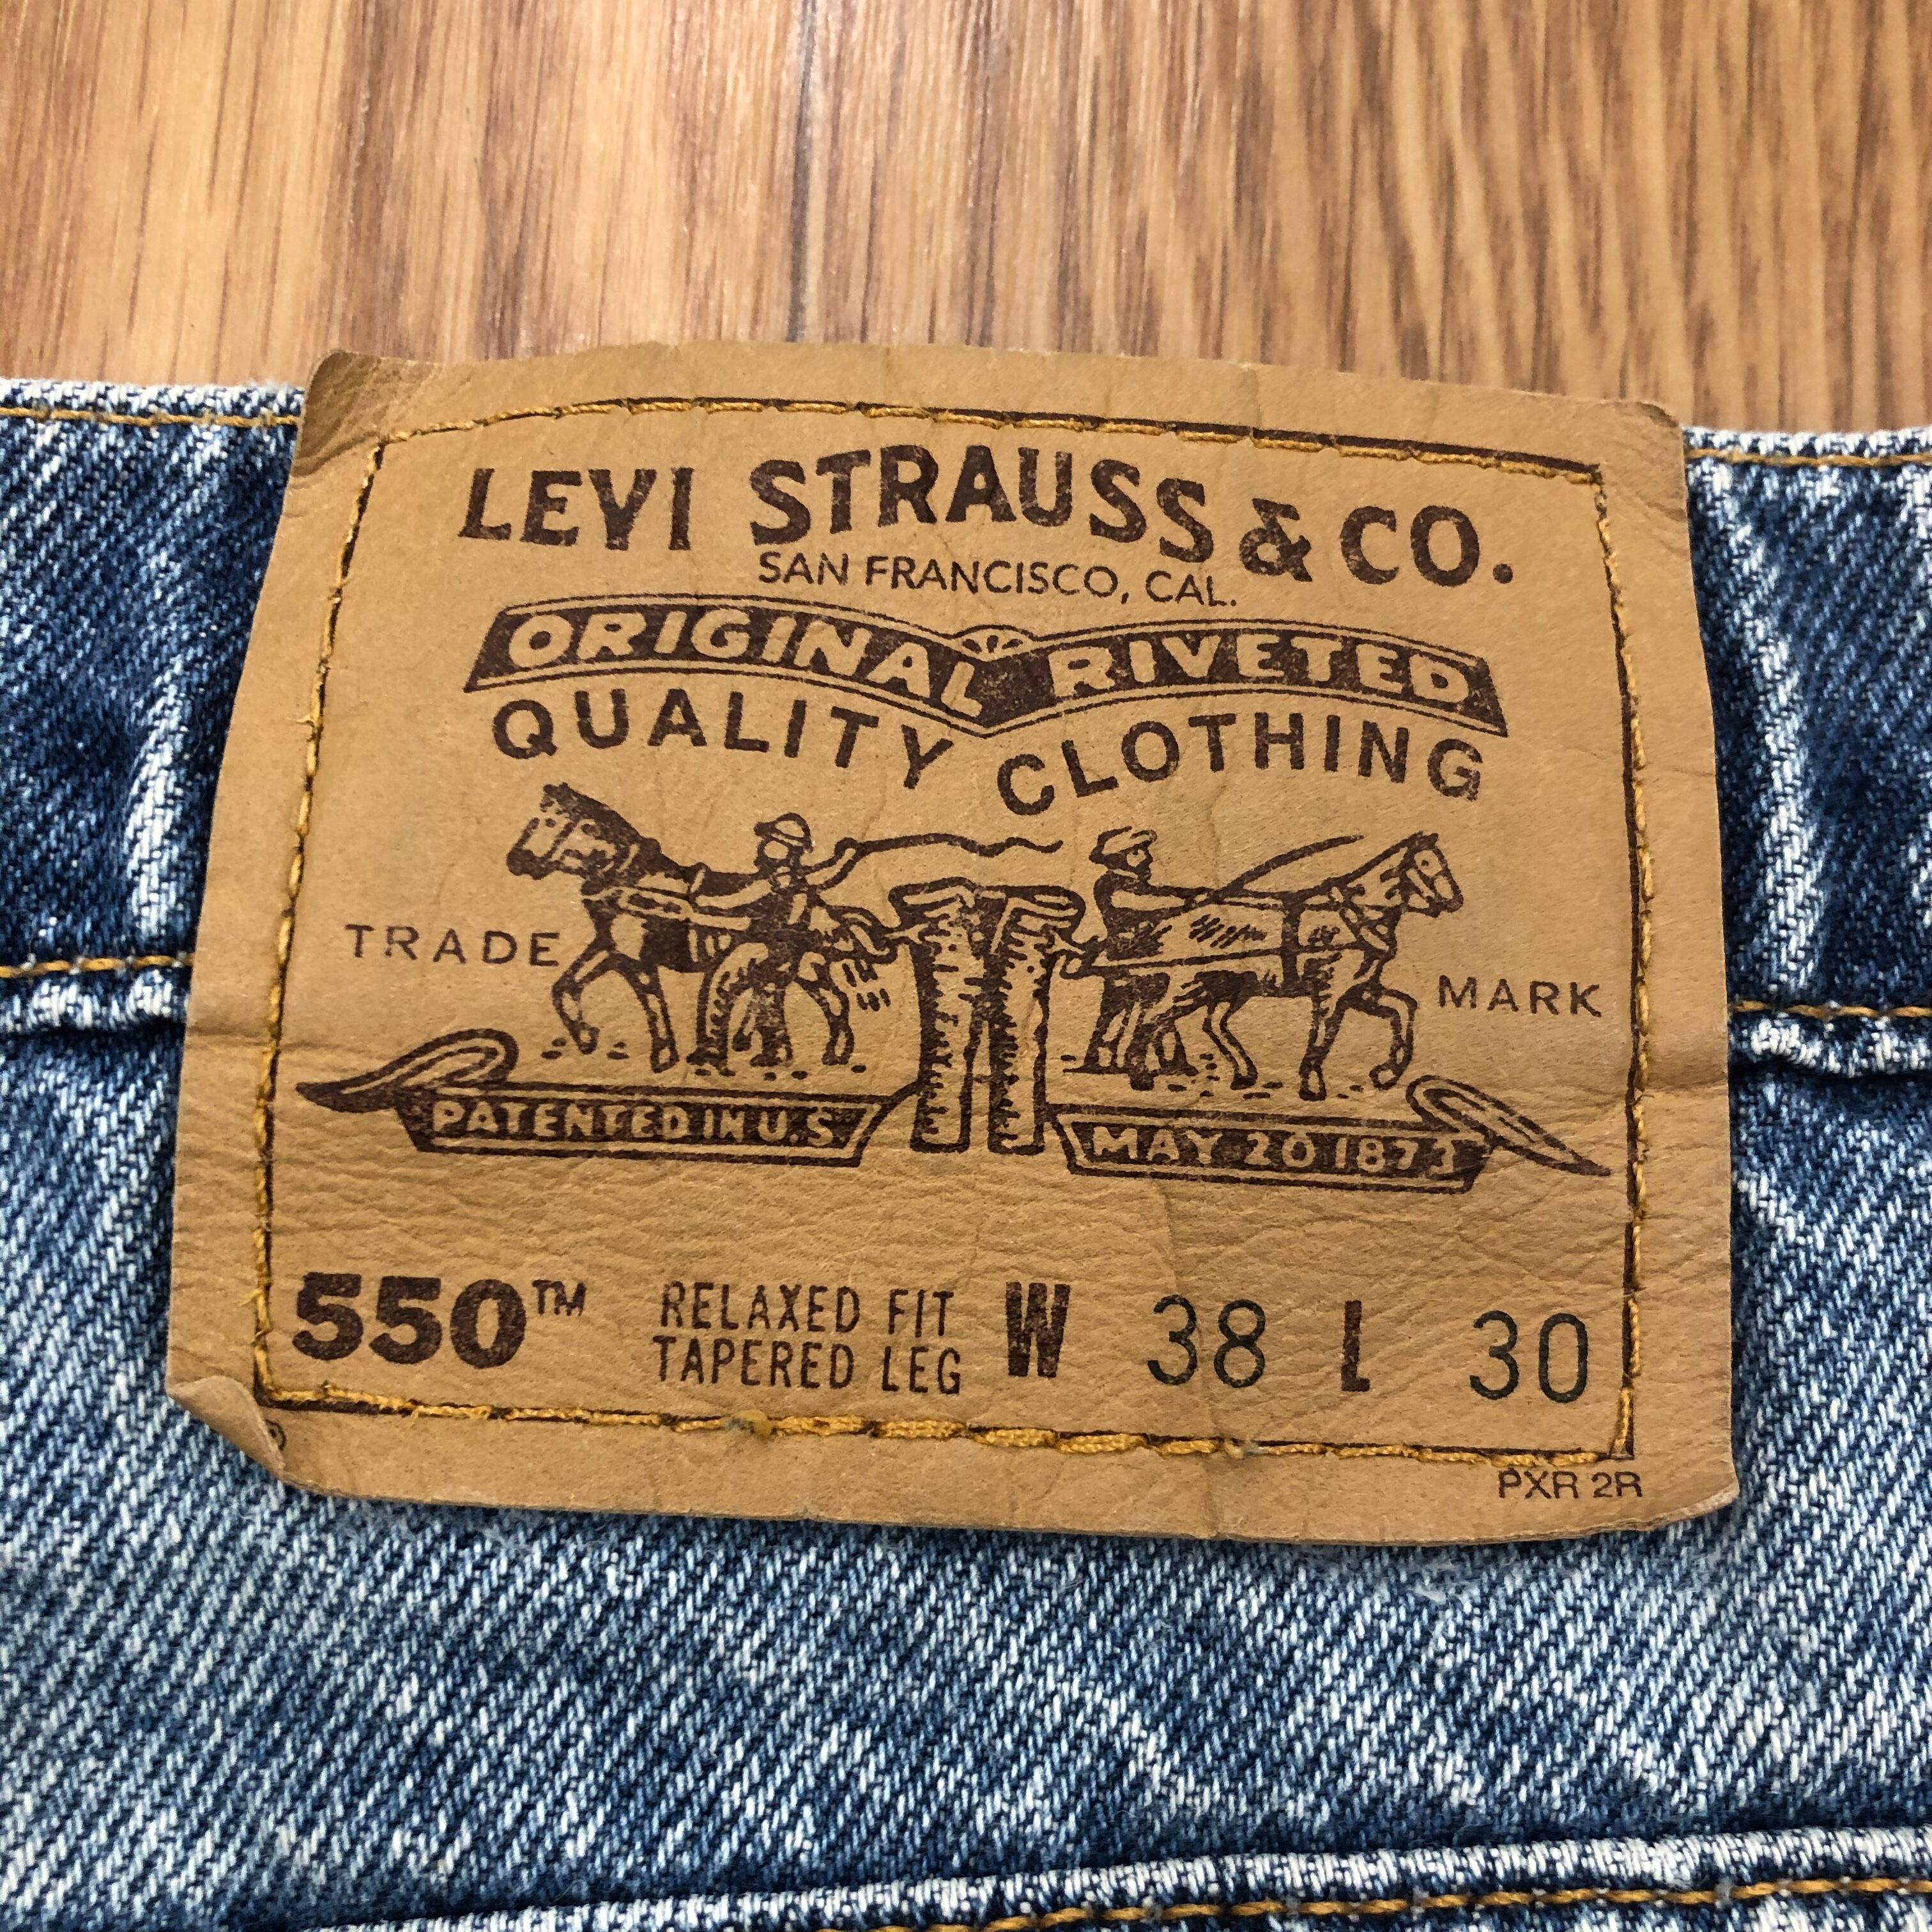 LEVI STRAUSS & CO.
SAN FRANCISCO, CAL.
ORIGINAL RIVETED
QUALITY CLOTHING
TRADE MARK
PATENTED IN U.S
MAY 20 1873
550™ RELAXED FIT W 38 L 30
TAPERED LEG
®
PXR 2R